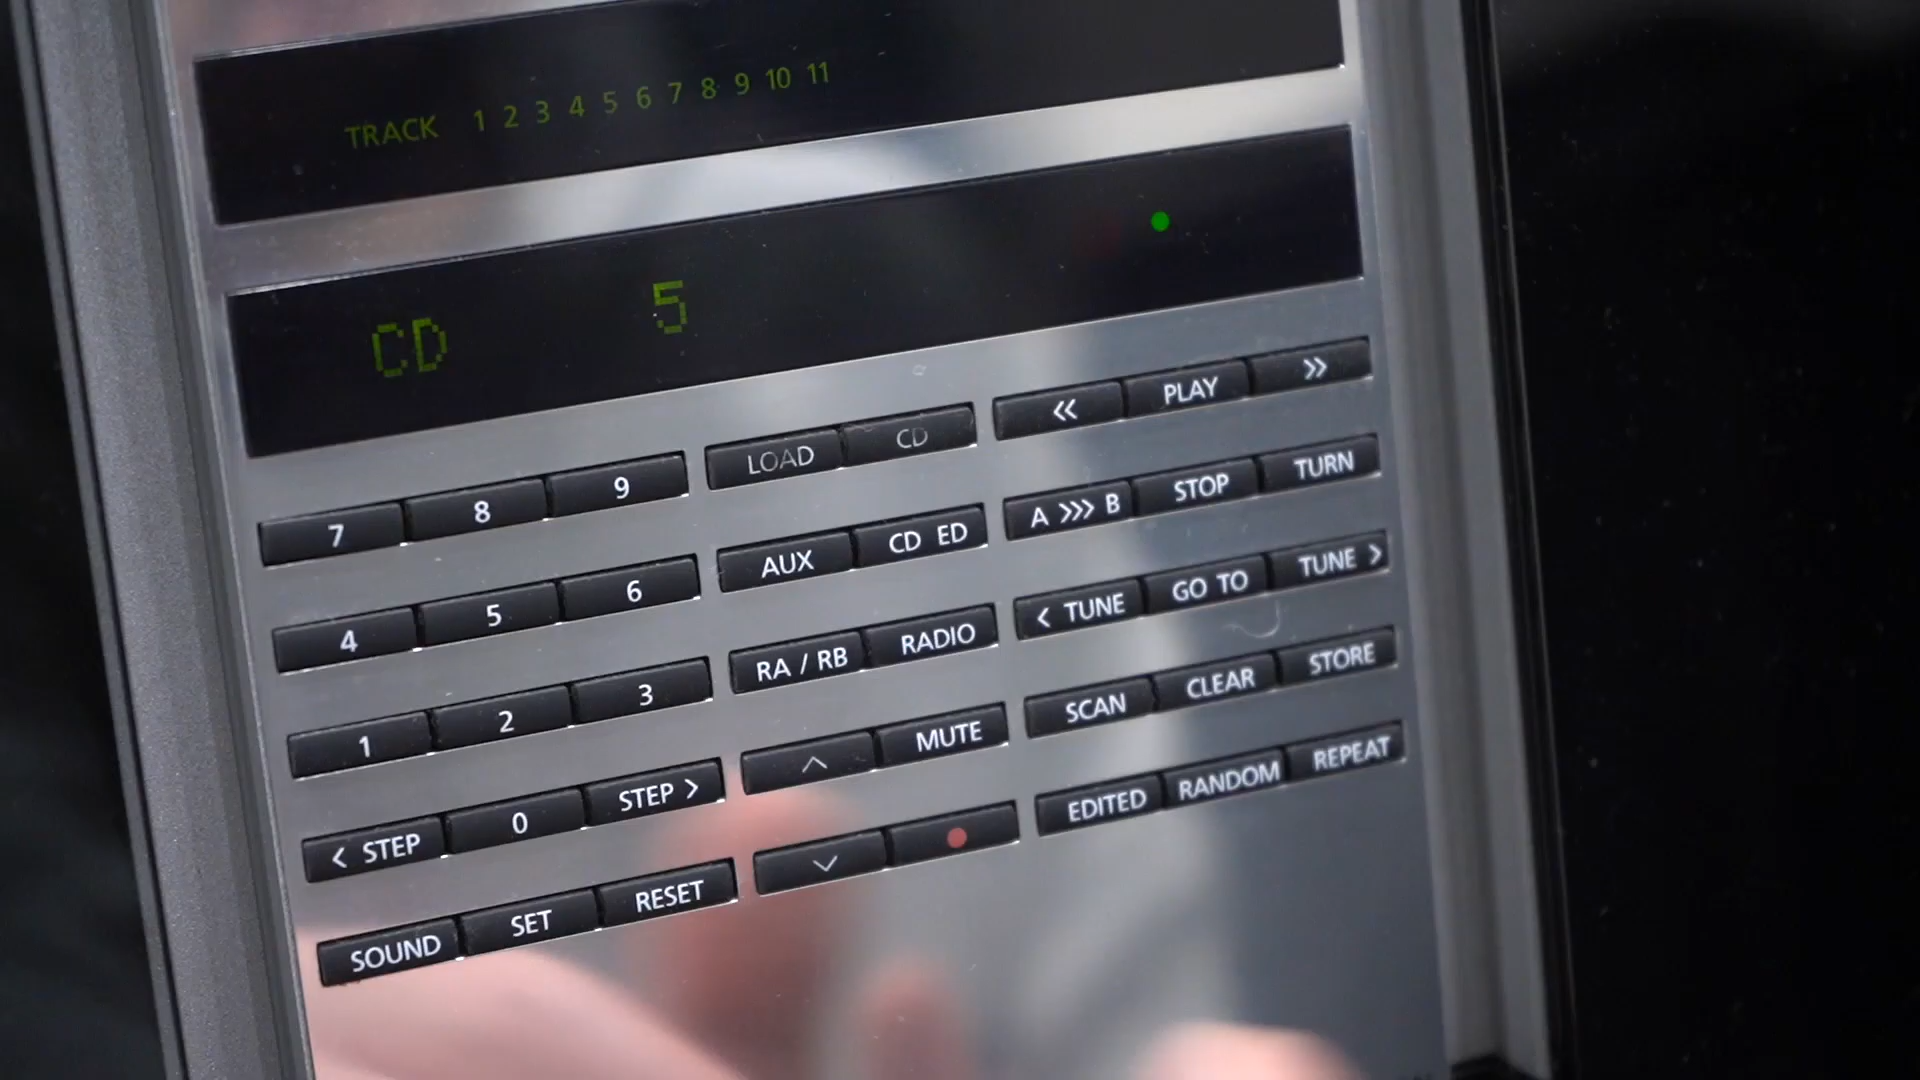 TRACK 1 2 3 4 5 6 7 8 9 10 11
CD 5
7 8 9 LOAD CD << PLAY >>
4 5 6 AUX CD ED A >>> B STOP TURN
1 2 3 RA / RB RADIO < TUNE GO TO TUNE >
< STEP 0 STEP > ^ MUTE SCAN CLEAR STORE
SOUND SET RESET ˅ EDITED RANDOM REPEAT